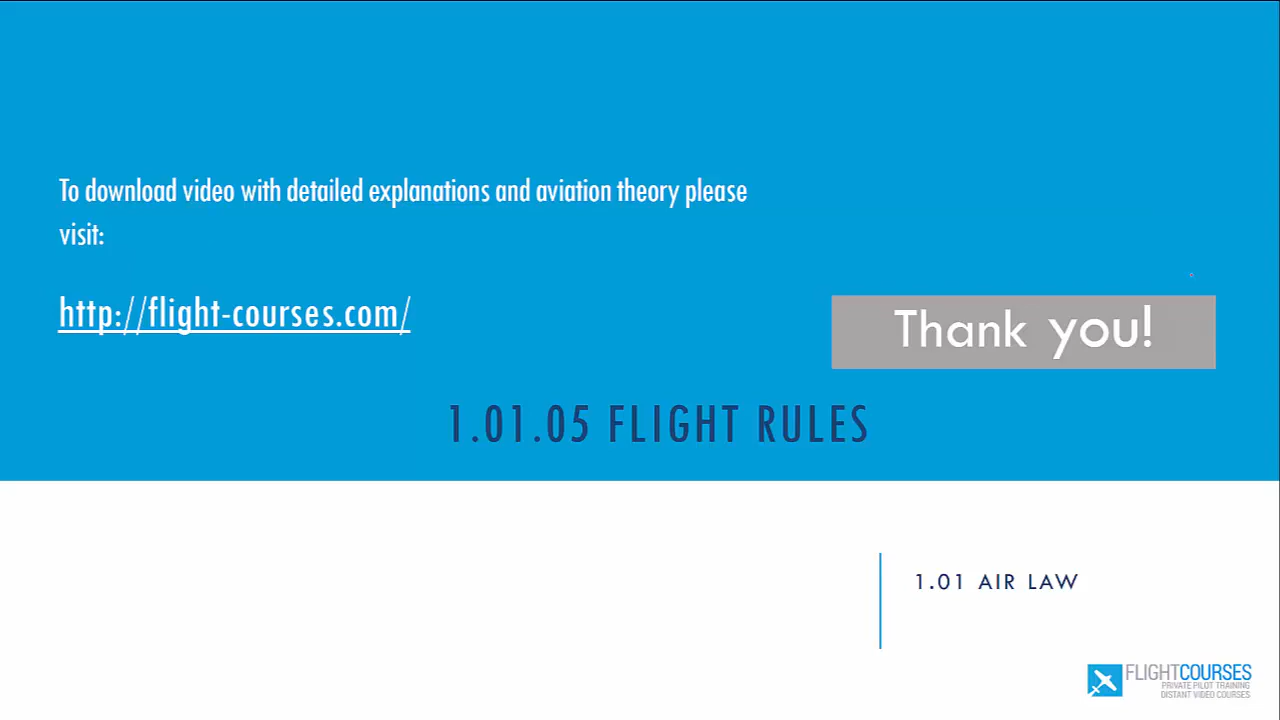 To download video with detailed explanations and aviation theory please
visit:
http://flight-courses.com/
Thank you!
1.01.05 FLIGHT RULES
1.01 AIR LAW
FLIGHTCOURSES
PRIVATE PILOT TRAINING
DISTANT VIDEO COURSES